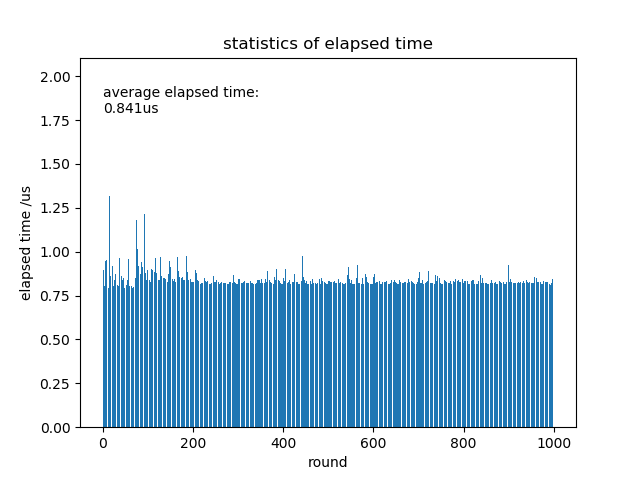 statistics of elapsed time
average elapsed time:
0.841us
elapsed time /us
2.00
1.75
1.50
1.25
1.00
0.75
0.50
0.25
0.00
0 200 400 600 800 1000
round